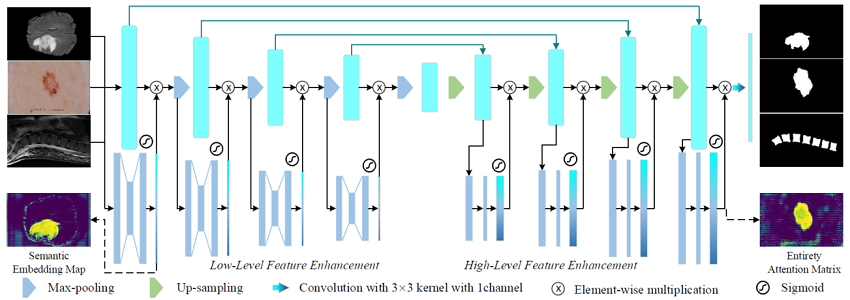 Semantic
Embedding Map
Low-Level Feature Enhancement
High-Level Feature Enhancement
Entirety
Attention Matrix
Max-pooling
Up-sampling
Convolution with 3×3 kernel with 1channel
Element-wise multiplication
Sigmoid